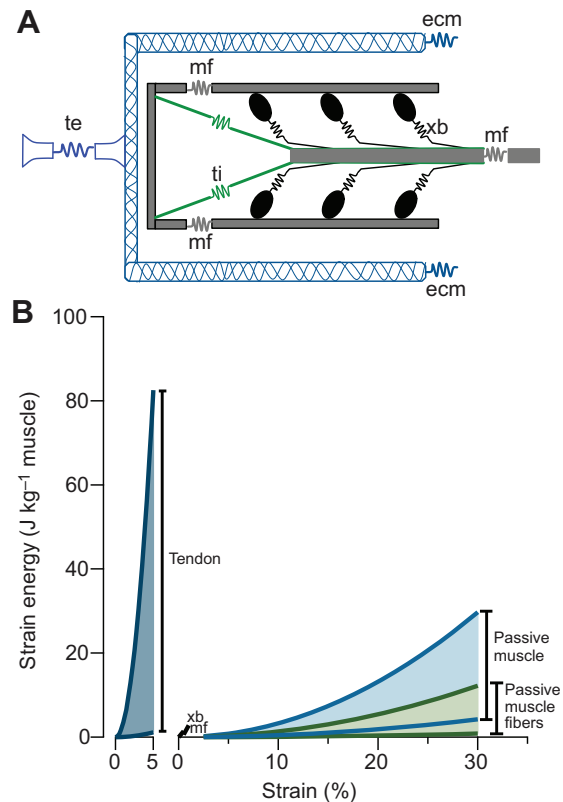 A
ecm
mf
te
xb
mf
ti
mf
ecm
B
100
80
60
40
20
0
Strain energy (J kg⁻¹ muscle)
Tendon
Passive
muscle
Passive
muscle
fibers
xb
mf
0 5 0 10 20 30
Strain (%)